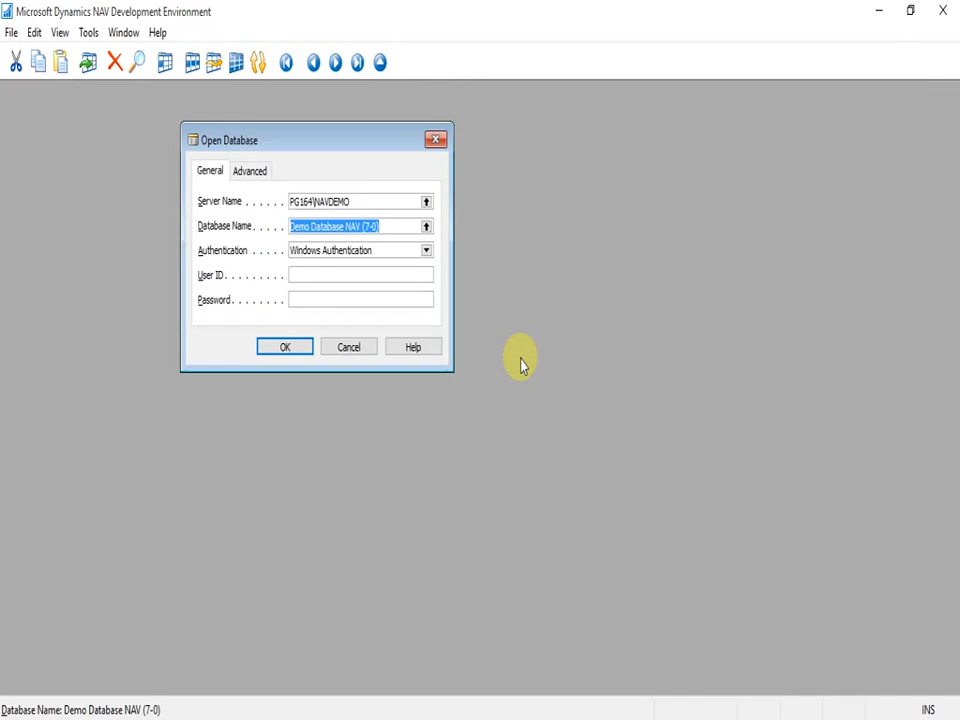 Microsoft Dynamics NAV Development Environment
File Edit View Tools Window Help
Open Database
General Advanced
Server Name . . . . . . PG164\NAVDEMO
Database Name . . . . Demo Database NAV (7-0)
Authentication . . . . . Windows Authentication
User ID . . . . . . . . .
Password . . . . . . . .
OK Cancel Help
Database Name: Demo Database NAV (7-0) INS